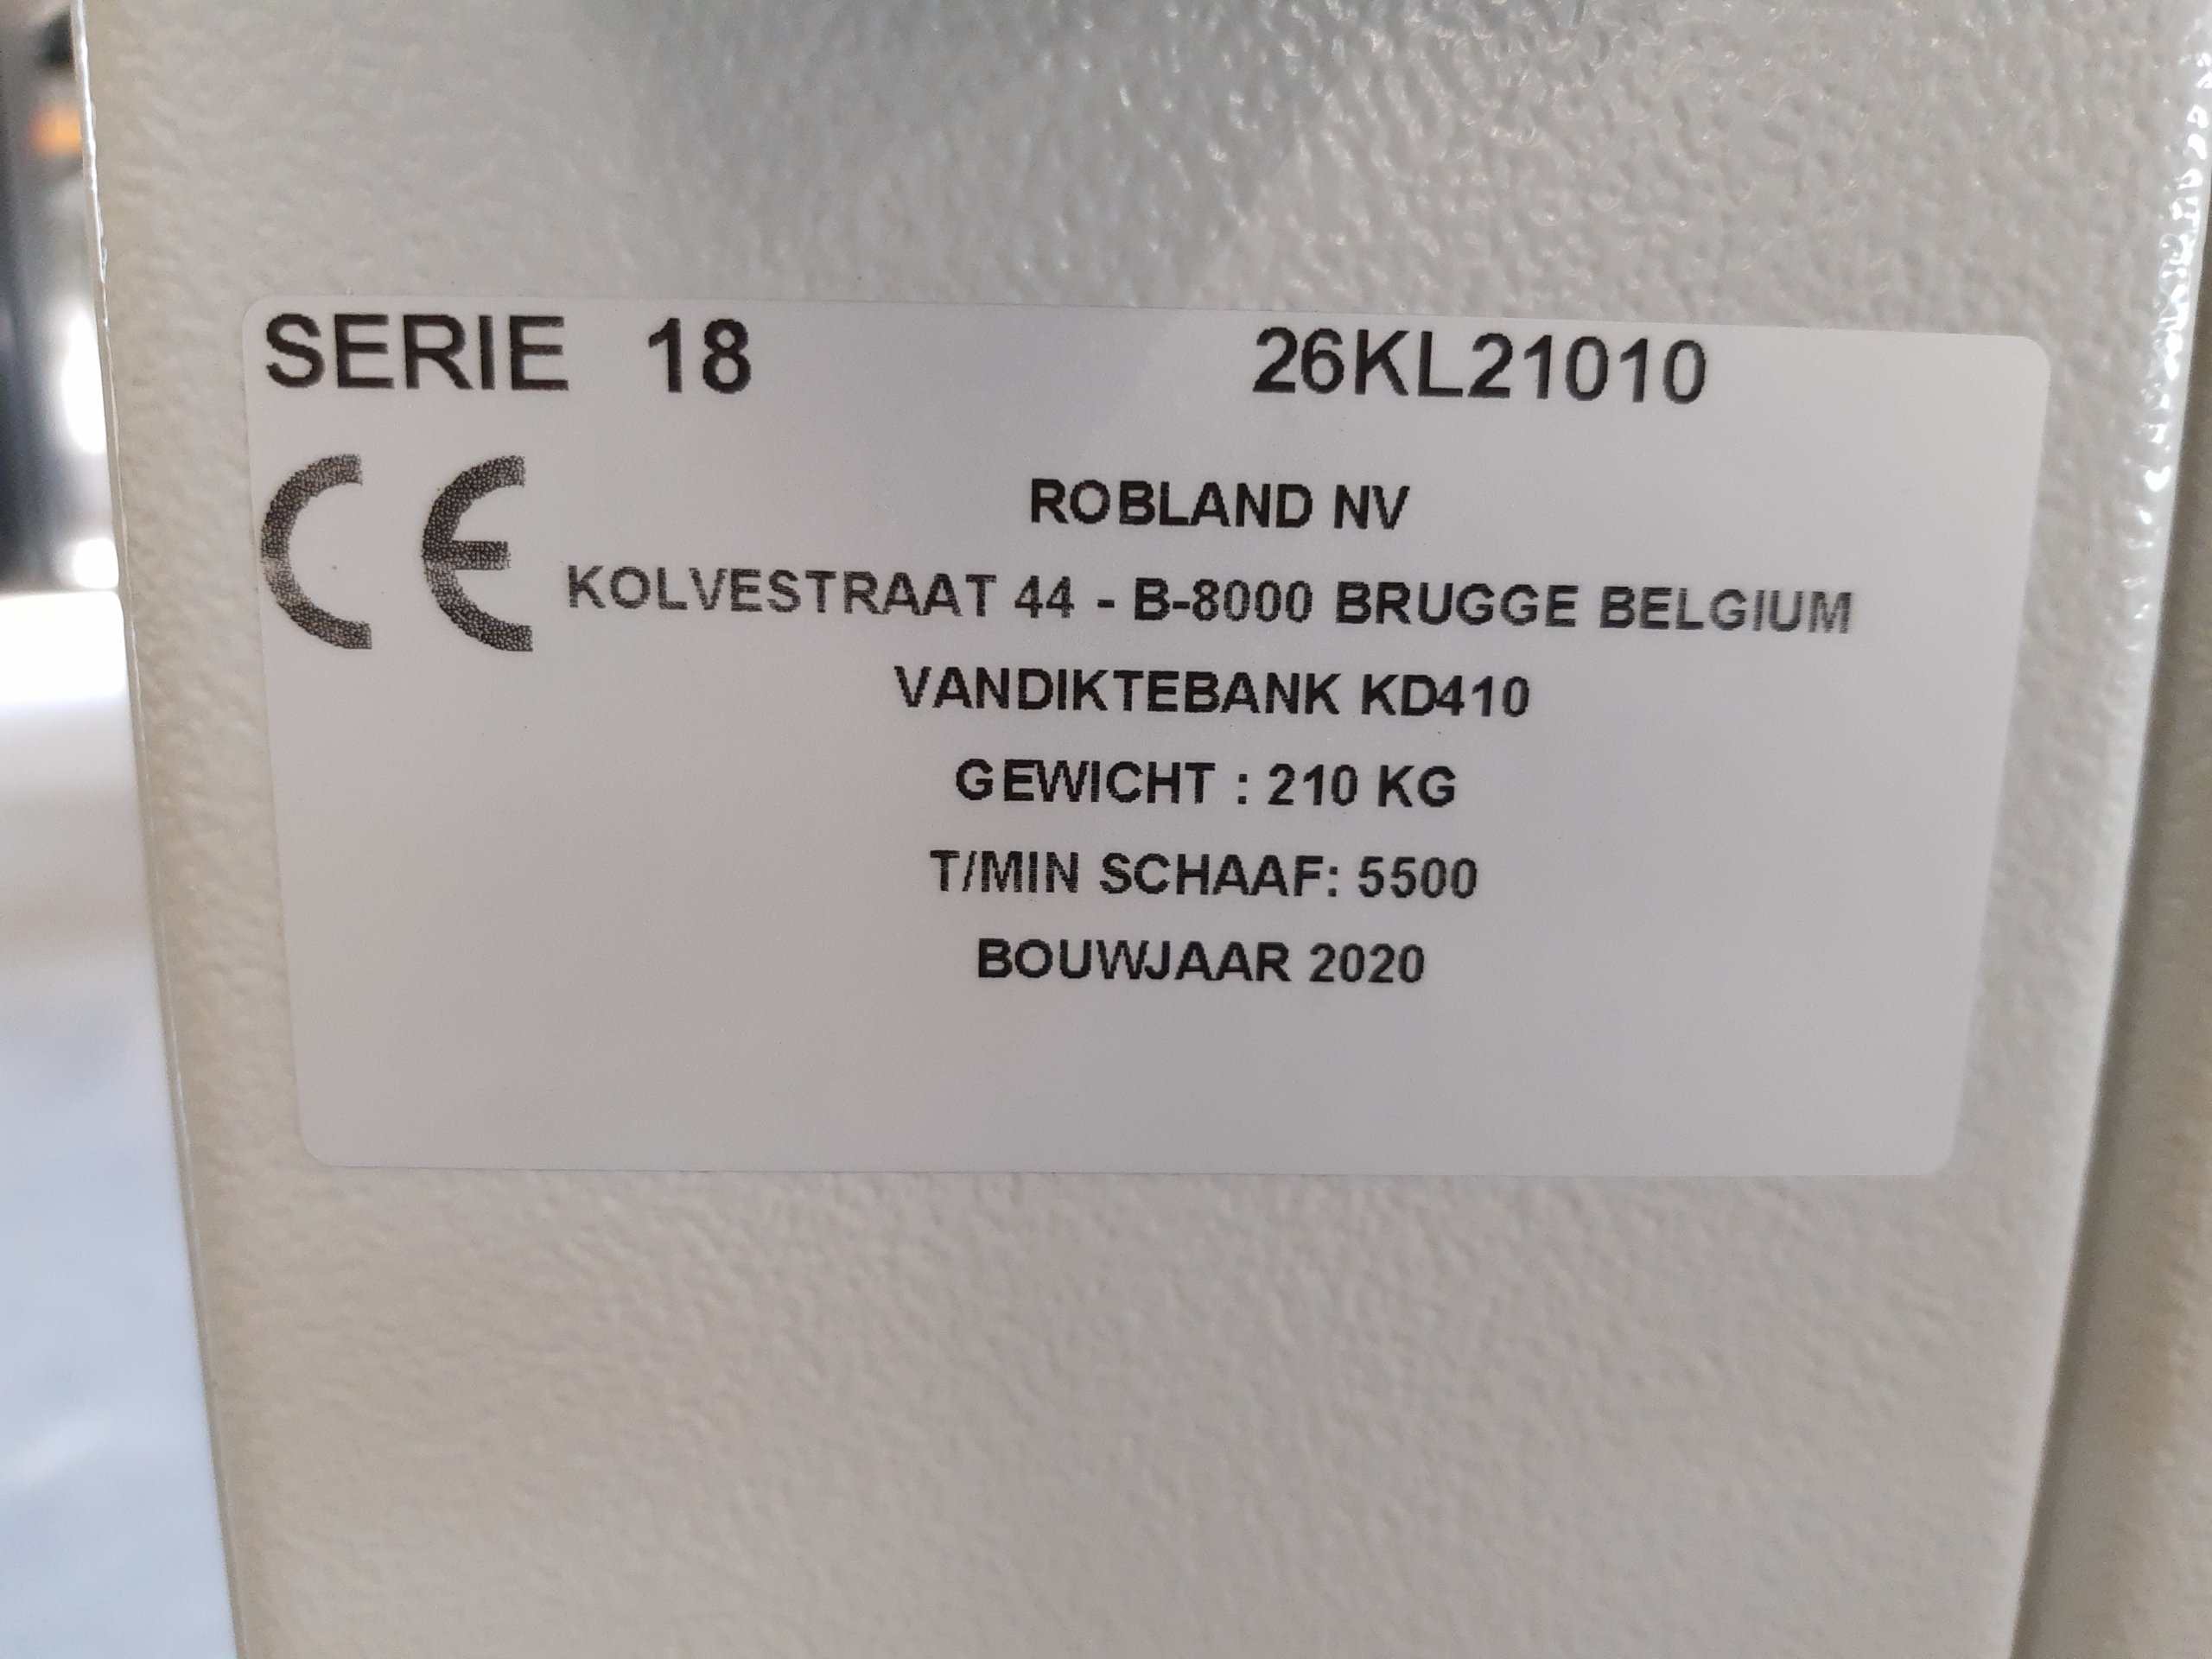 SERIE 18 26KL21010
CE
ROBLAND NV
KOLVESTRAAT 44 - B-8000 BRUGGE BELGIUM
VANDIKTEBANK KD410
GEWICHT : 210 KG
T/MIN SCHAAF: 5500
BOUWJAAR 2020